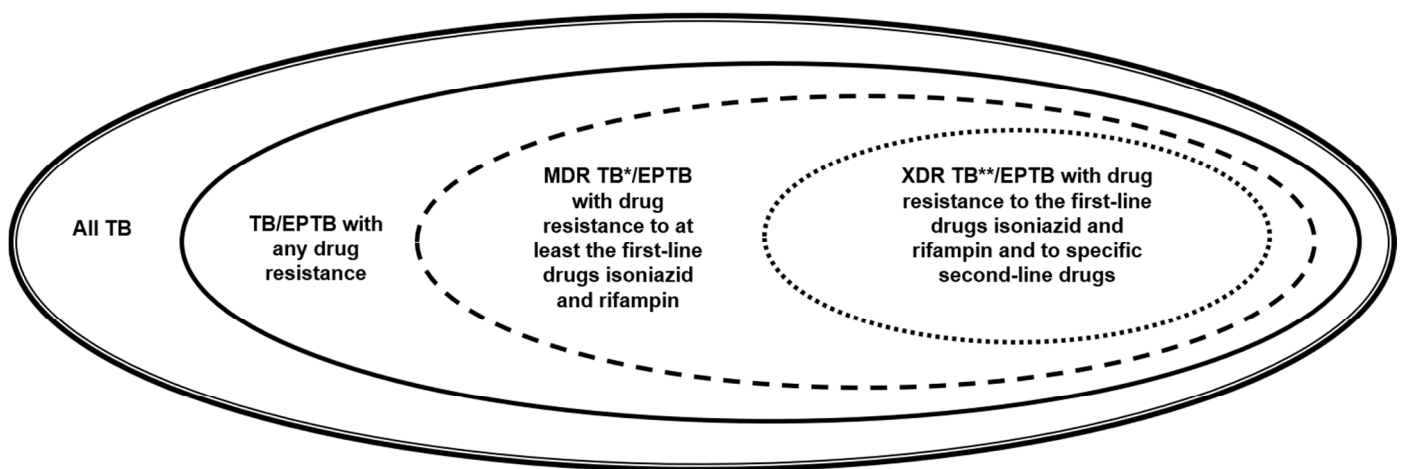 All TB
TB/EPTB with
any drug
resistance
MDR TB*/EPTB
with drug
resistance to at
least the first-line
drugs isoniazid
and rifampin
XDR TB**/EPTB with drug
resistance to the first-line
drugs isoniazid and
rifampin and to specific
second-line drugs